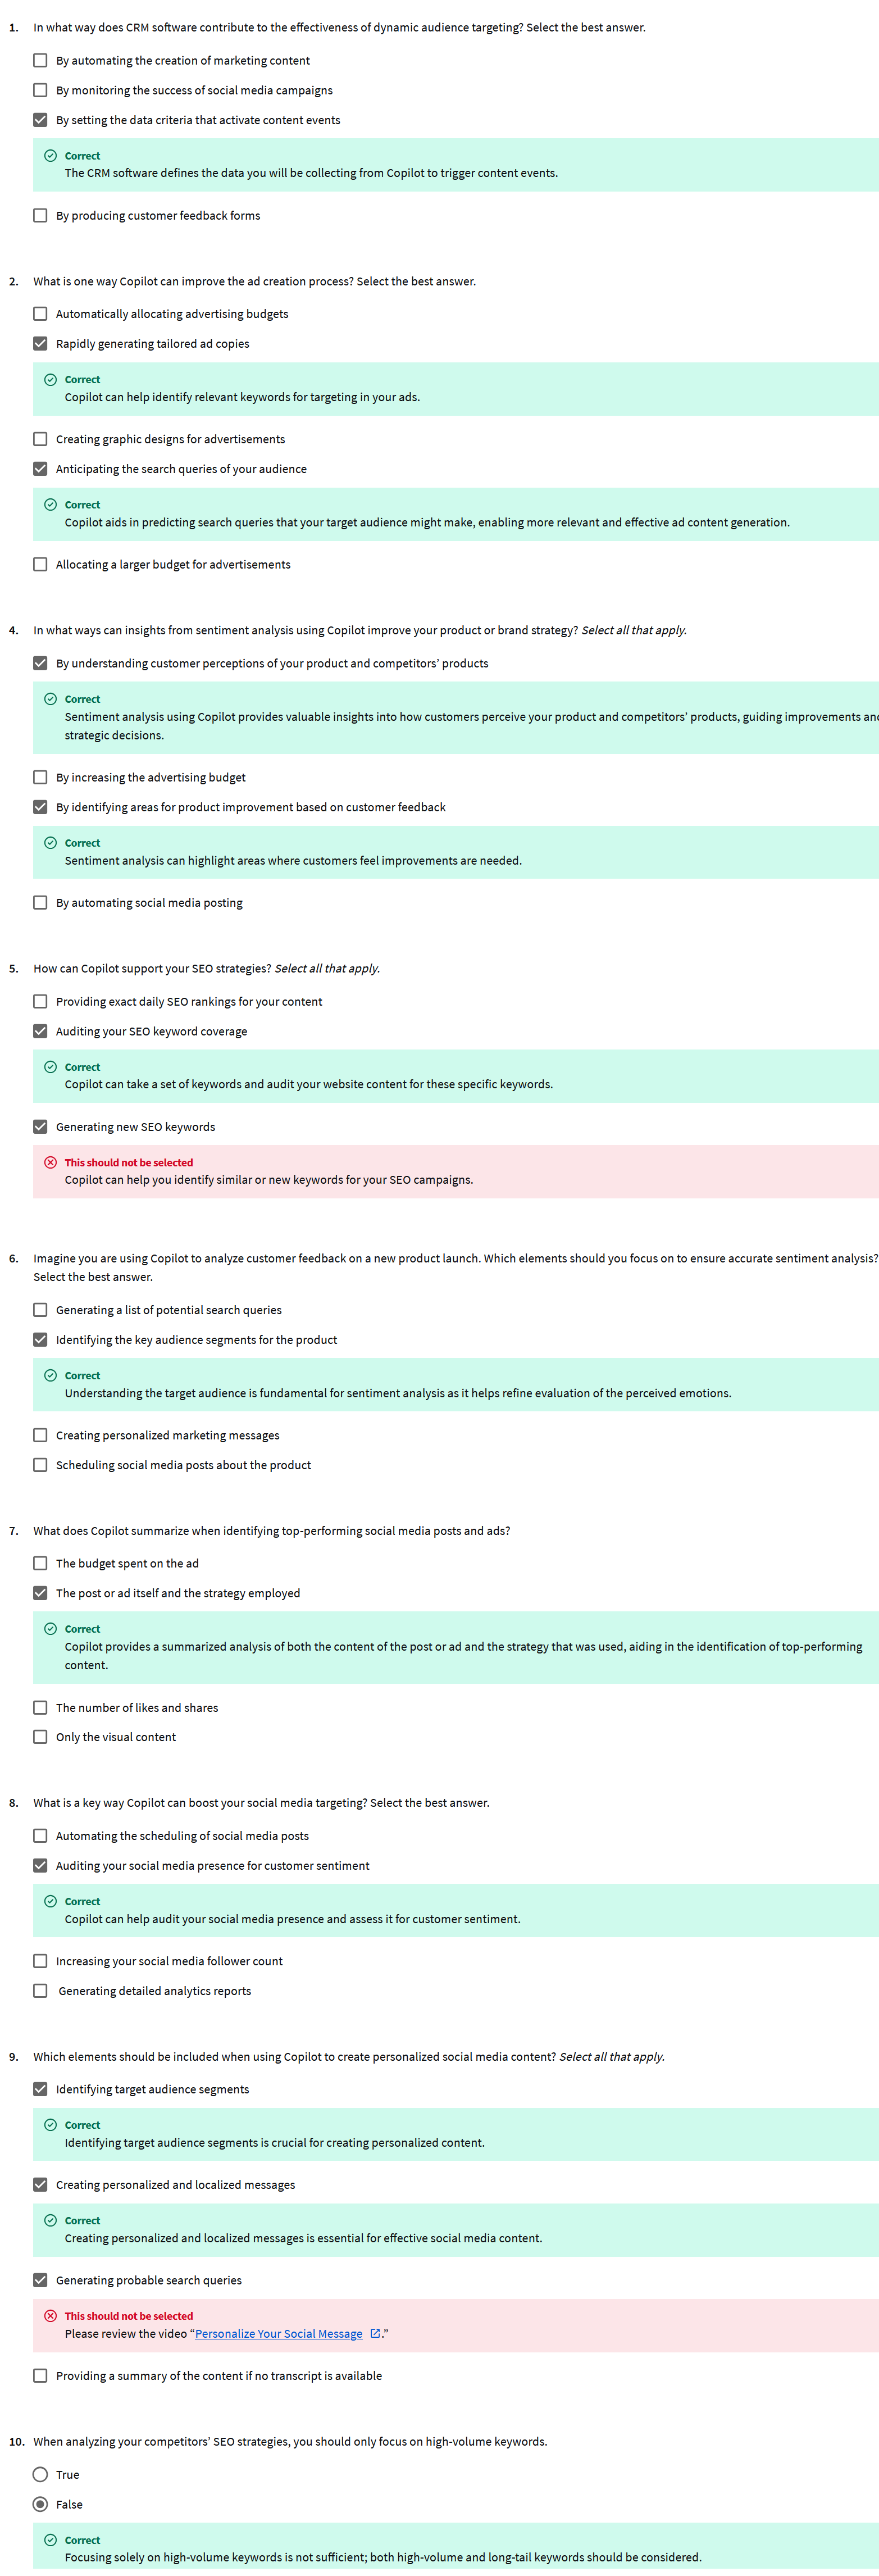 1. In what way does CRM software contribute to the effectiveness of dynamic audience targeting? Select the best answer.
By automating the creation of marketing content
By monitoring the success of social media campaigns
By setting the data criteria that activate content events
Correct
The CRM software defines the data you will be collecting from Copilot to trigger content events.
By producing customer feedback forms
2. What is one way Copilot can improve the ad creation process? Select the best answer.
Automatically allocating advertising budgets
Rapidly generating tailored ad copies
Correct
Copilot can help identify relevant keywords for targeting in your ads.
Creating graphic designs for advertisements
Anticipating the search queries of your audience
Correct
Copilot aids in predicting search queries that your target audience might make, enabling more relevant and effective ad content generation.
Allocating a larger budget for advertisements
4. In what ways can insights from sentiment analysis using Copilot improve your product or brand strategy? Select all that apply.
By understanding customer perceptions of your product and competitors’ products
Correct
Sentiment analysis using Copilot provides valuable insights into how customers perceive your product and competitors’ products, guiding improvements and
strategic decisions.
By increasing the advertising budget
By identifying areas for product improvement based on customer feedback
Correct
Sentiment analysis can highlight areas where customers feel improvements are needed.
By automating social media posting
5. How can Copilot support your SEO strategies? Select all that apply.
Providing exact daily SEO rankings for your content
Auditing your SEO keyword coverage
Correct
Copilot can take a set of keywords and audit your website content for these specific keywords.
Generating new SEO keywords
This should not be selected
Copilot can help you identify similar or new keywords for your SEO campaigns.
6. Imagine you are using Copilot to analyze customer feedback on a new product launch. Which elements should you focus on to ensure accurate sentiment analysis?
Select the best answer.
Generating a list of potential search queries
Identifying the key audience segments for the product
Correct
Understanding the target audience is fundamental for sentiment analysis as it helps refine evaluation of the perceived emotions.
Creating personalized marketing messages
Scheduling social media posts about the product
7. What does Copilot summarize when identifying top-performing social media posts and ads?
The budget spent on the ad
The post or ad itself and the strategy employed
Correct
Copilot provides a summarized analysis of both the content of the post or ad and the strategy that was used, aiding in the identification of top-performing
content.
The number of likes and shares
Only the visual content
8. What is a key way Copilot can boost your social media targeting? Select the best answer.
Automating the scheduling of social media posts
Auditing your social media presence for customer sentiment
Correct
Copilot can help audit your social media presence and assess it for customer sentiment.
Increasing your social media follower count
Generating detailed analytics reports
9. Which elements should be included when using Copilot to create personalized social media content? Select all that apply.
Identifying target audience segments
Correct
Identifying target audience segments is crucial for creating personalized content.
Creating personalized and localized messages
Correct
Creating personalized and localized messages is essential for effective social media content.
Generating probable search queries
This should not be selected
Please review the video “Personalize Your Social Message .”
Providing a summary of the content if no transcript is available
10. When analyzing your competitors’ SEO strategies, you should only focus on high-volume keywords.
True
False
Correct
Focusing solely on high-volume keywords is not sufficient; both high-volume and long-tail keywords should be considered.